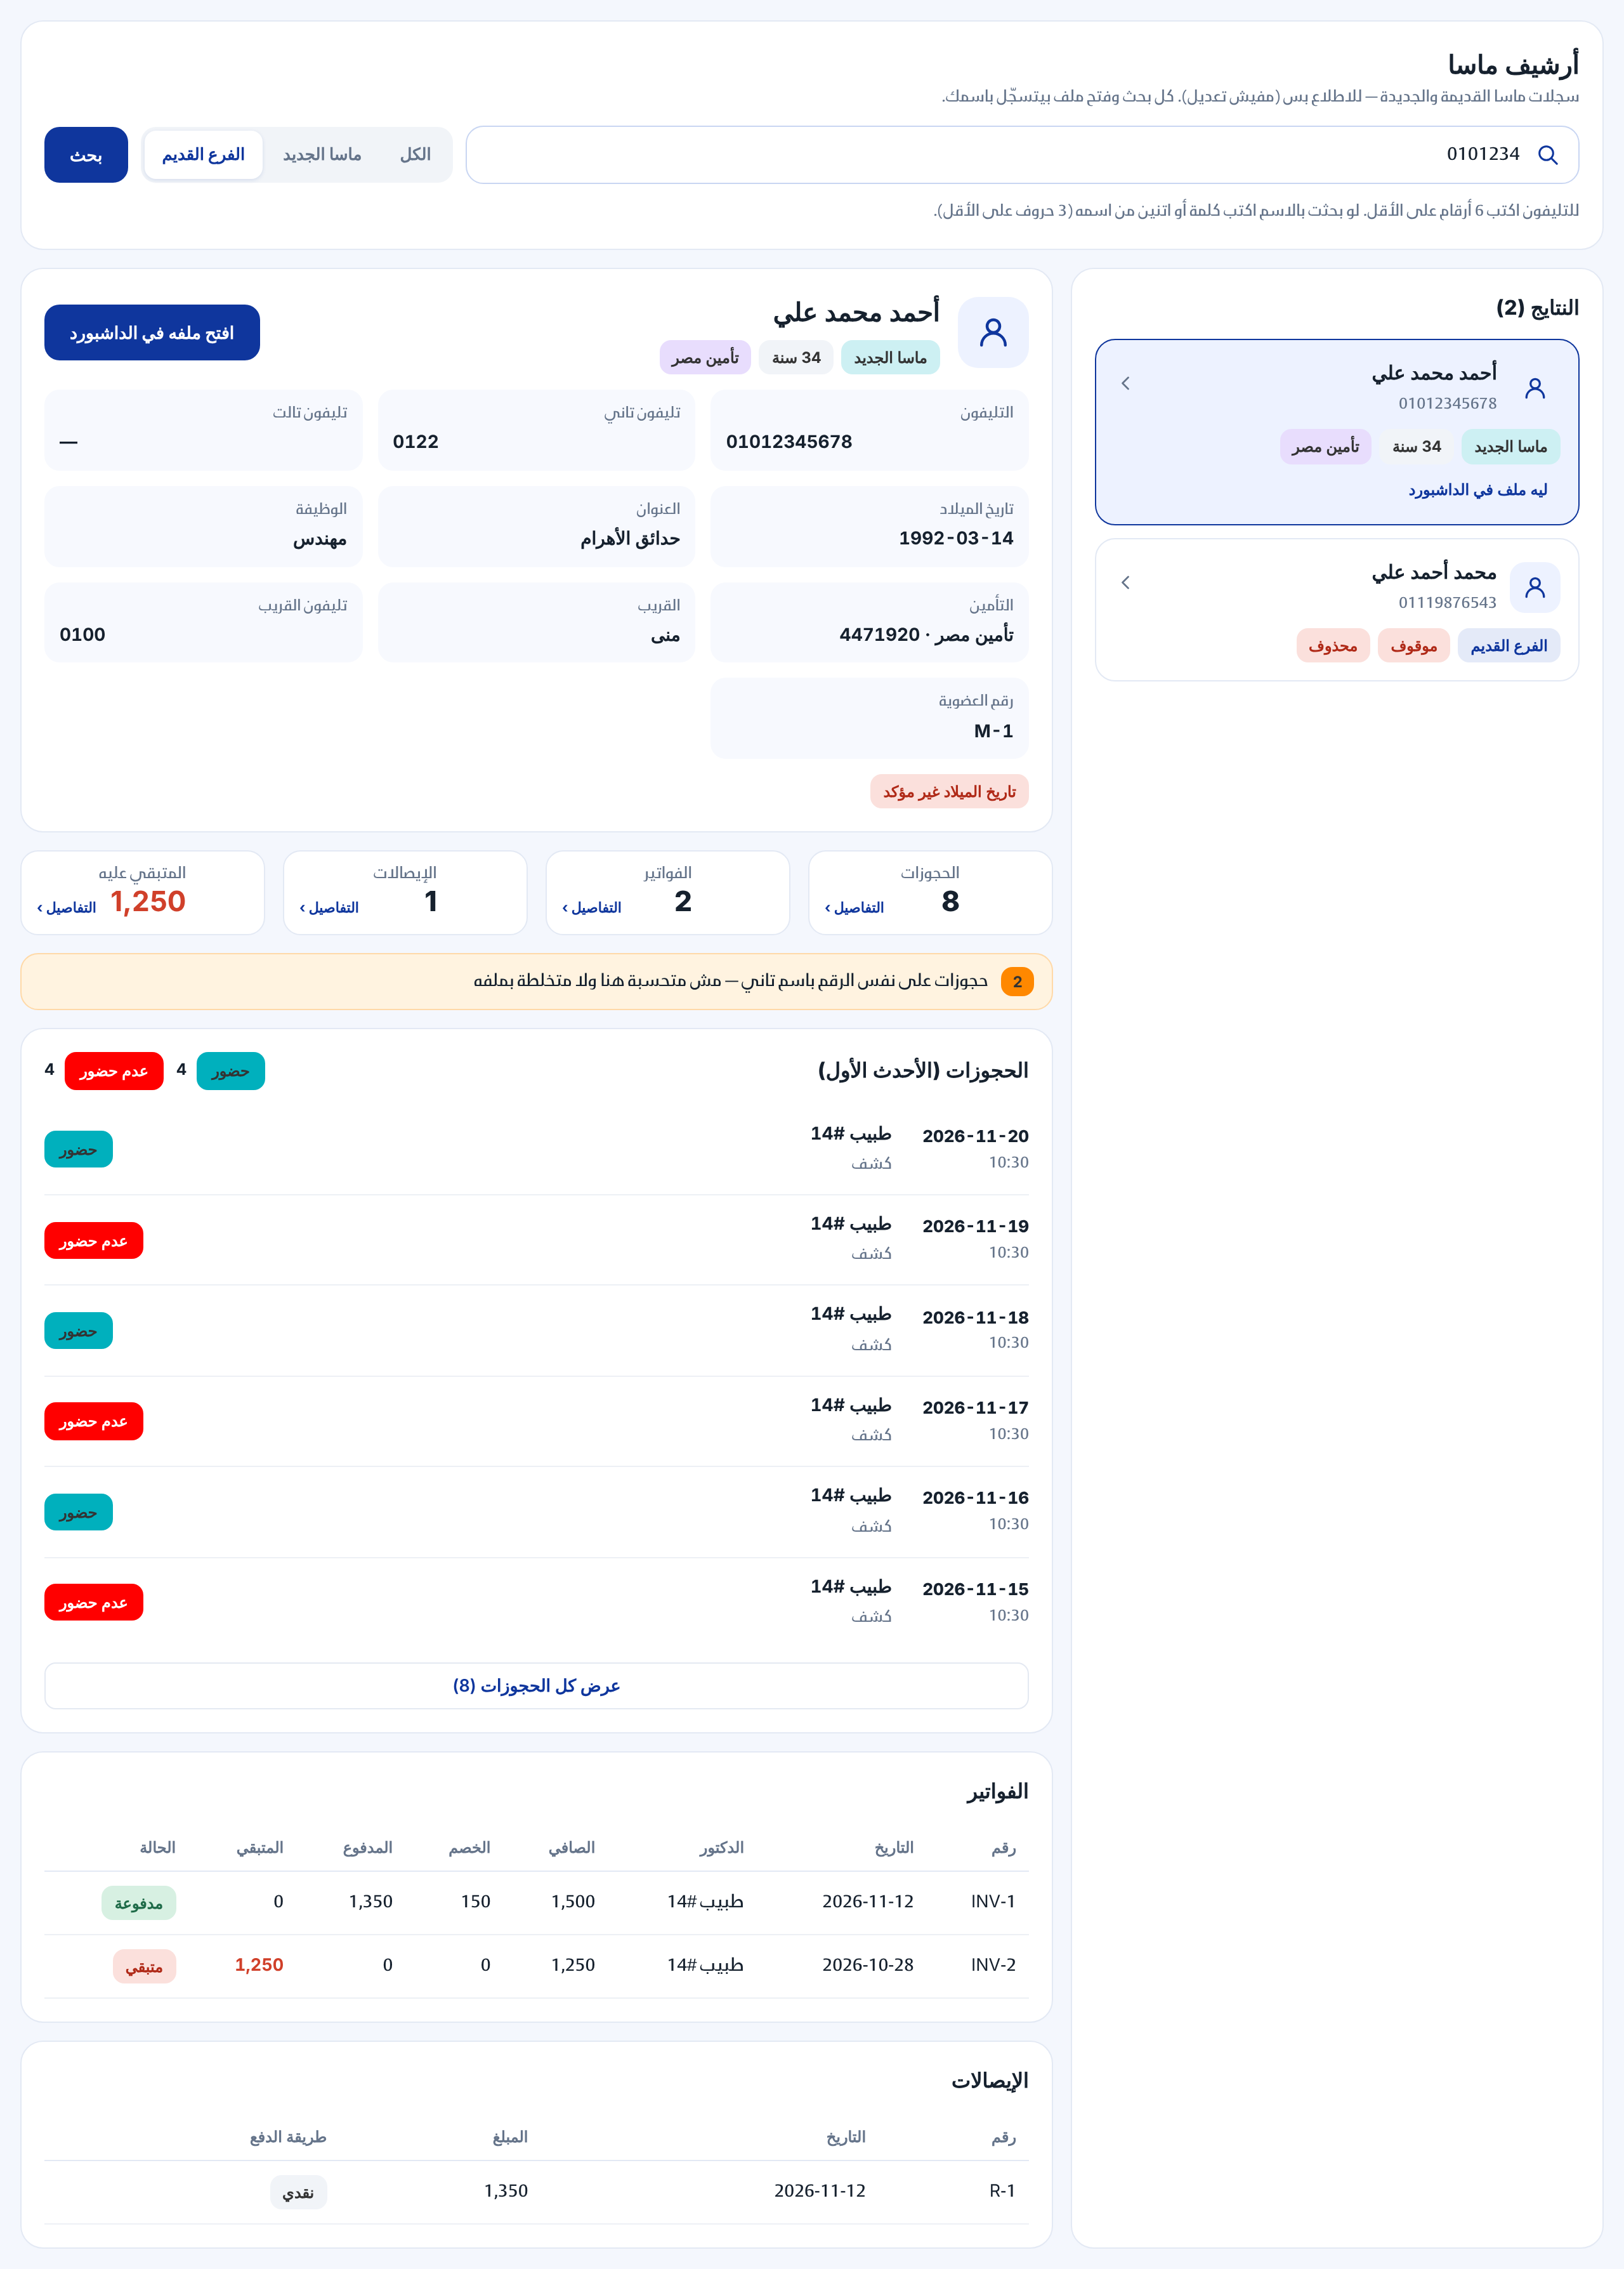 أرشيف ماسا
سجلات ماسا القديمة والجديدة — للاطلاع بس (مفيش تعديل). كل بحث وفتح ملف بيتسجّل باسمك.
0101234
الكل ماسا الجديد الفرع القديم بحث
للتليفون اكتب 6 أرقام على الأقل. لو بحثت بالاسم اكتب كلمة أو اتنين من اسمه (3 حروف على الأقل).
النتايج (2)
أحمد محمد علي
01012345678
ماسا الجديد 34 سنة تأمين مصر
ليه ملف في الداشبورد
محمد أحمد علي
01119876543
الفرع القديم موقوف محذوف
أحمد محمد علي
ماسا الجديد 34 سنة تأمين مصر
افتح ملفه في الداشبورد
التليفون تليفون تاني تليفون تالت
01012345678 0122 —
تاريخ الميلاد العنوان الوظيفة
1992-03-14 حدائق الأهرام مهندس
التأمين القريب تليفون القريب
تأمين مصر · 4471920 منى 0100
رقم العضوية
M-1
تاريخ الميلاد غير مؤكد
الحجوزات الفواتير الإيصالات المتبقي عليه
8 التفاصيل › 2 التفاصيل › 1 التفاصيل › 1,250 التفاصيل ›
2 حجوزات على نفس الرقم باسم تاني — مش متحسبة هنا ولا متخلطة بملفه
الحجوزات (الأحدث الأول) حضور 4 عدم حضور 4
2026-11-20 طبيب #14 حضور
10:30 كشف
2026-11-19 طبيب #14 عدم حضور
10:30 كشف
2026-11-18 طبيب #14 حضور
10:30 كشف
2026-11-17 طبيب #14 عدم حضور
10:30 كشف
2026-11-16 طبيب #14 حضور
10:30 كشف
2026-11-15 طبيب #14 عدم حضور
10:30 كشف
عرض كل الحجوزات (8)
الفواتير
رقم التاريخ الدكتور الصافي الخصم المدفوع المتبقي الحالة
INV-1 2026-11-12 طبيب #14 1,500 150 1,350 0 مدفوعة
INV-2 2026-10-28 طبيب #14 1,250 0 0 1,250 متبقي
الإيصالات
رقم التاريخ المبلغ طريقة الدفع
R-1 2026-11-12 1,350 نقدي